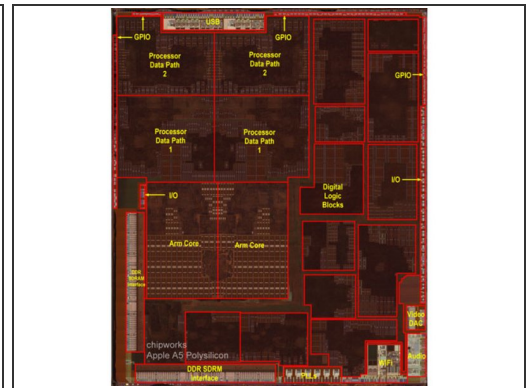 USB
GPIO
GPIO
Processor
Data Path
2
Processor
Data Path
2
GPIO
Processor
Data Path
1
Processor
Data Path
1
I/O
I/O
Digital
Logic
Blocks
Arm Core
Arm Core
DDR
SDRAM
Interface
Video
DAC
chipworks
Apple A5 Polysilicon
WiFi
Audio
DDR SDRM
Interface
PLLs